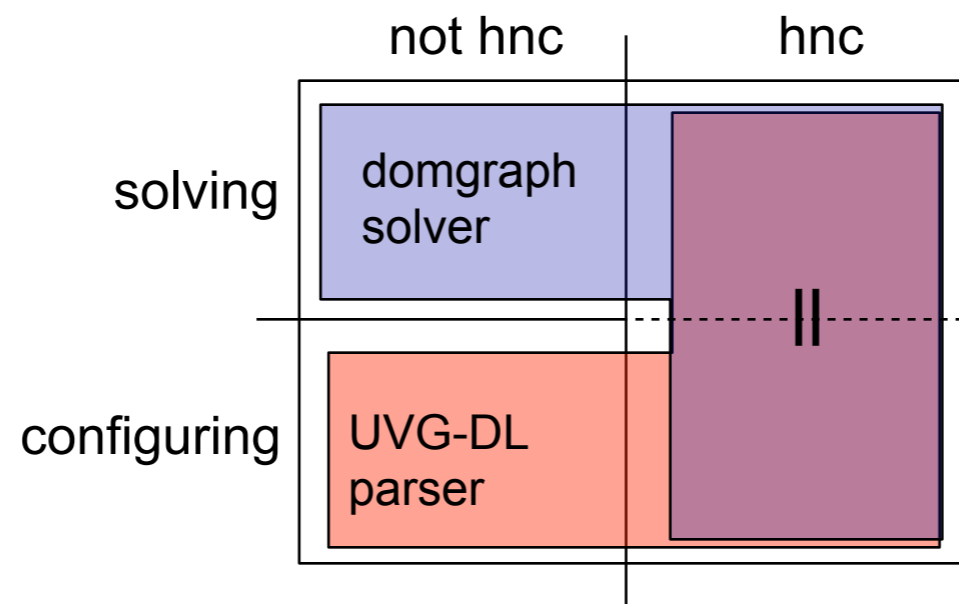 not hnc hnc
solving
domgraph
solver
||
configuring
UVG-DL
parser